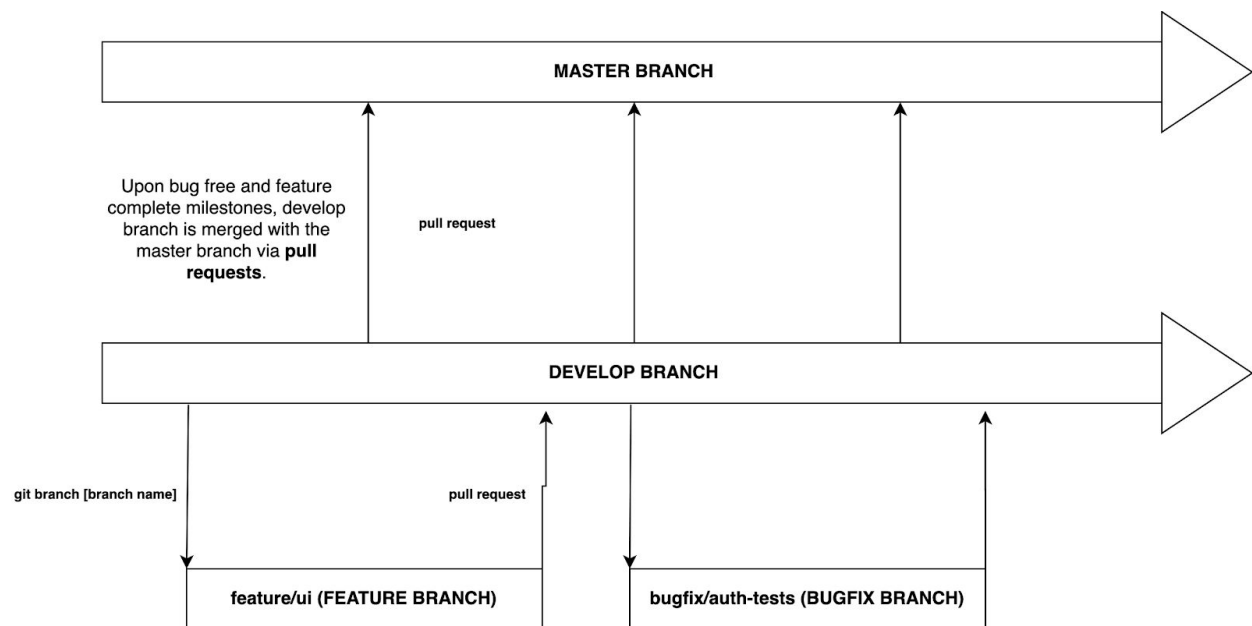 MASTER BRANCH
Upon bug free and feature
complete milestones, develop
branch is merged with the
master branch via pull
requests.
pull request
DEVELOP BRANCH
git branch [branch name]
pull request
feature/ui (FEATURE BRANCH)
bugfix/auth-tests (BUGFIX BRANCH)